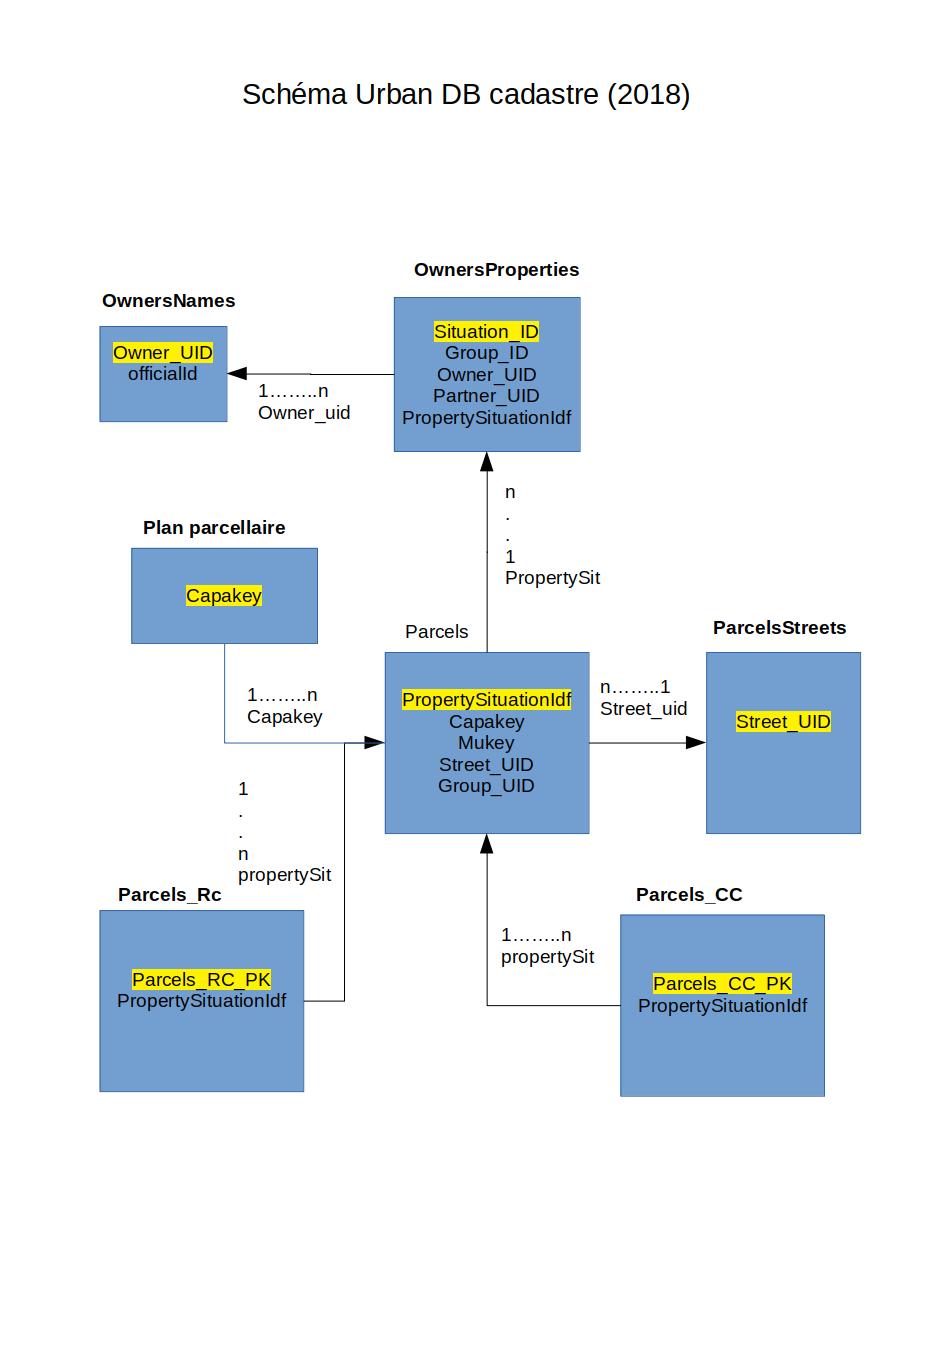 Schéma Urban DB cadastre (2018)
OwnersProperties
OwnersNames
Situation_ID
Group_ID
Owner_UID
Partner_UID
PropertySituationIdf
Owner_UID
officialId
1……..n
Owner_uid
n
.
.
1
PropertySit
Plan parcellaire
Capakey
Parcels
ParcelsStreets
1……..n
Capakey
PropertySituationIdf
Capakey
Mukey
Street_UID
Group_UID
n……..1
Street_uid
Street_UID
1
.
.
n
propertySit
Parcels_Rc
Parcels_RC_PK
PropertySituationIdf
1……..n
propertySit
Parcels_CC
Parcels_CC_PK
PropertySituationIdf